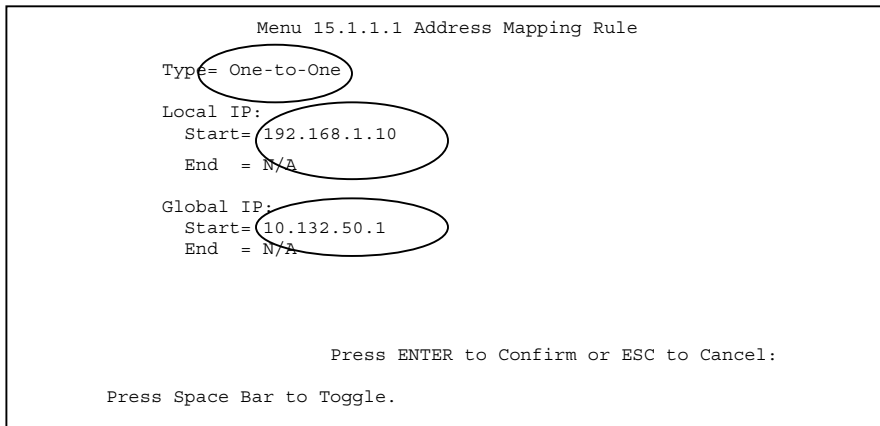 Menu 15.1.1.1 Address Mapping Rule
Type= One-to-One
Local IP:
Start= 192.168.1.10
End = N/A
Global IP:
Start= 10.132.50.1
End = N/A
Press ENTER to Confirm or ESC to Cancel:
Press Space Bar to Toggle.